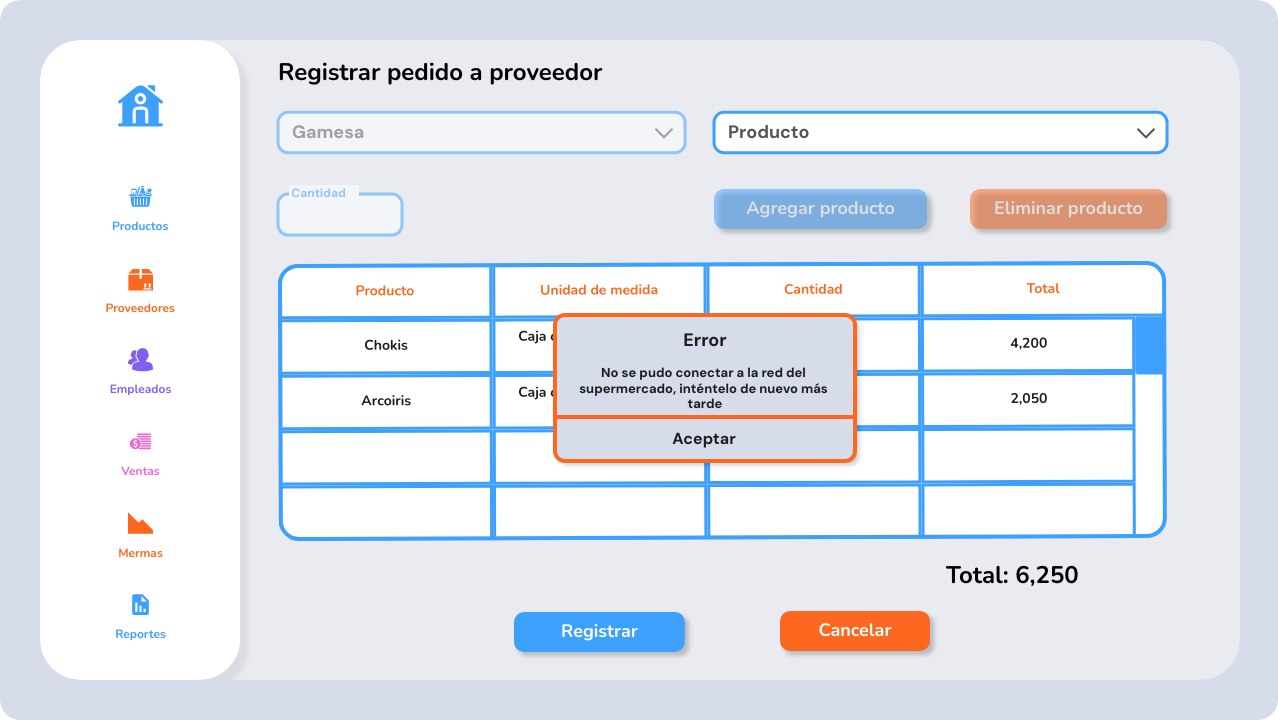 Registrar pedido a proveedor
Gamesa
Producto
Cantidad
Agregar producto
Eliminar producto
Productos
Proveedores
Empleados
Ventas
Mermas
Reportes
Producto
Unidad de medida
Cantidad
Total
Chokis
Caja
4,200
Arcoiris
Caja
2,050
Error
No se pudo conectar a la red del
supermercado, inténtelo de nuevo más
tarde
Aceptar
Total: 6,250
Registrar
Cancelar